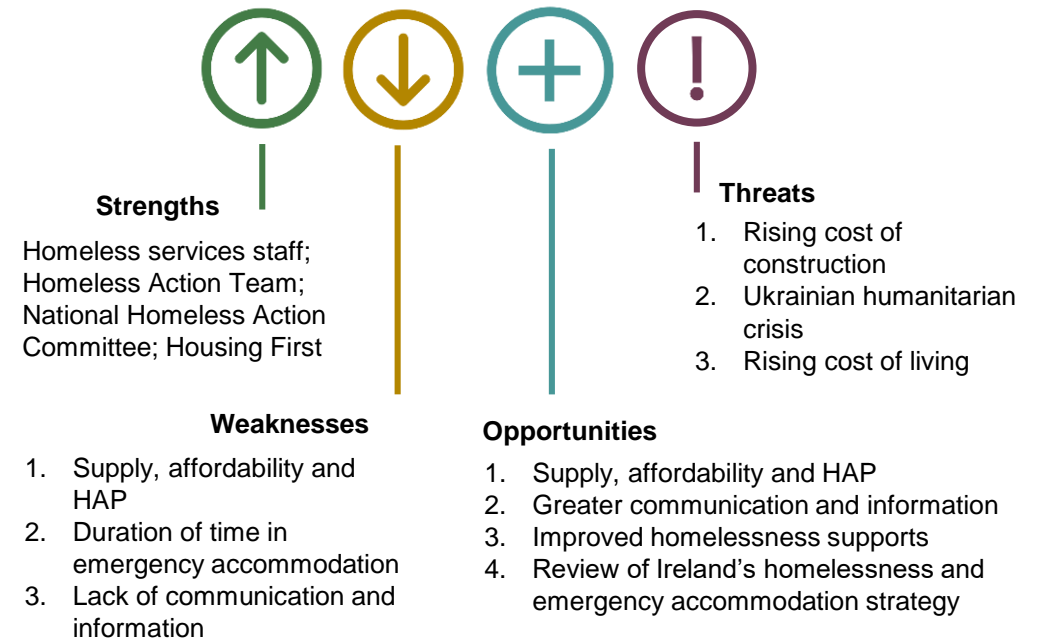 Strengths
Homeless services staff;
Homeless Action Team;
National Homeless Action
Committee; Housing First
Threats
1. Rising cost of
construction
2. Ukrainian humanitarian
crisis
3. Rising cost of living
Weaknesses
1. Supply, affordability and
HAP
2. Duration of time in
emergency accommodation
3. Lack of communication and
information
Opportunities
1. Supply, affordability and HAP
2. Greater communication and information
3. Improved homelessness supports
4. Review of Ireland’s homelessness and
emergency accommodation strategy